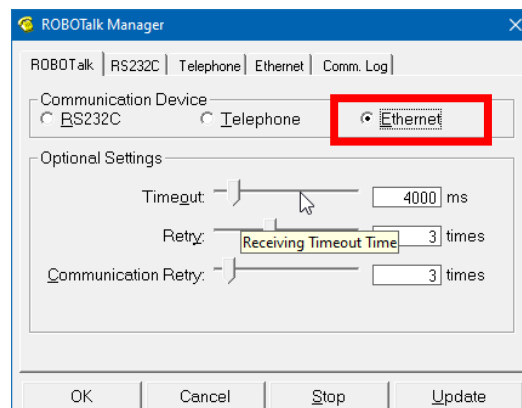 ROBOTalk Manager
ROBOTalk RS232C Telephone Ethernet Comm. Log
Communication Device
RS232C Telephone Ethernet
Optional Settings
Timeout: 4000 ms
Retry: 3 times
Receiving Timeout Time
Communication Retry: 3 times
OK Cancel Stop Update